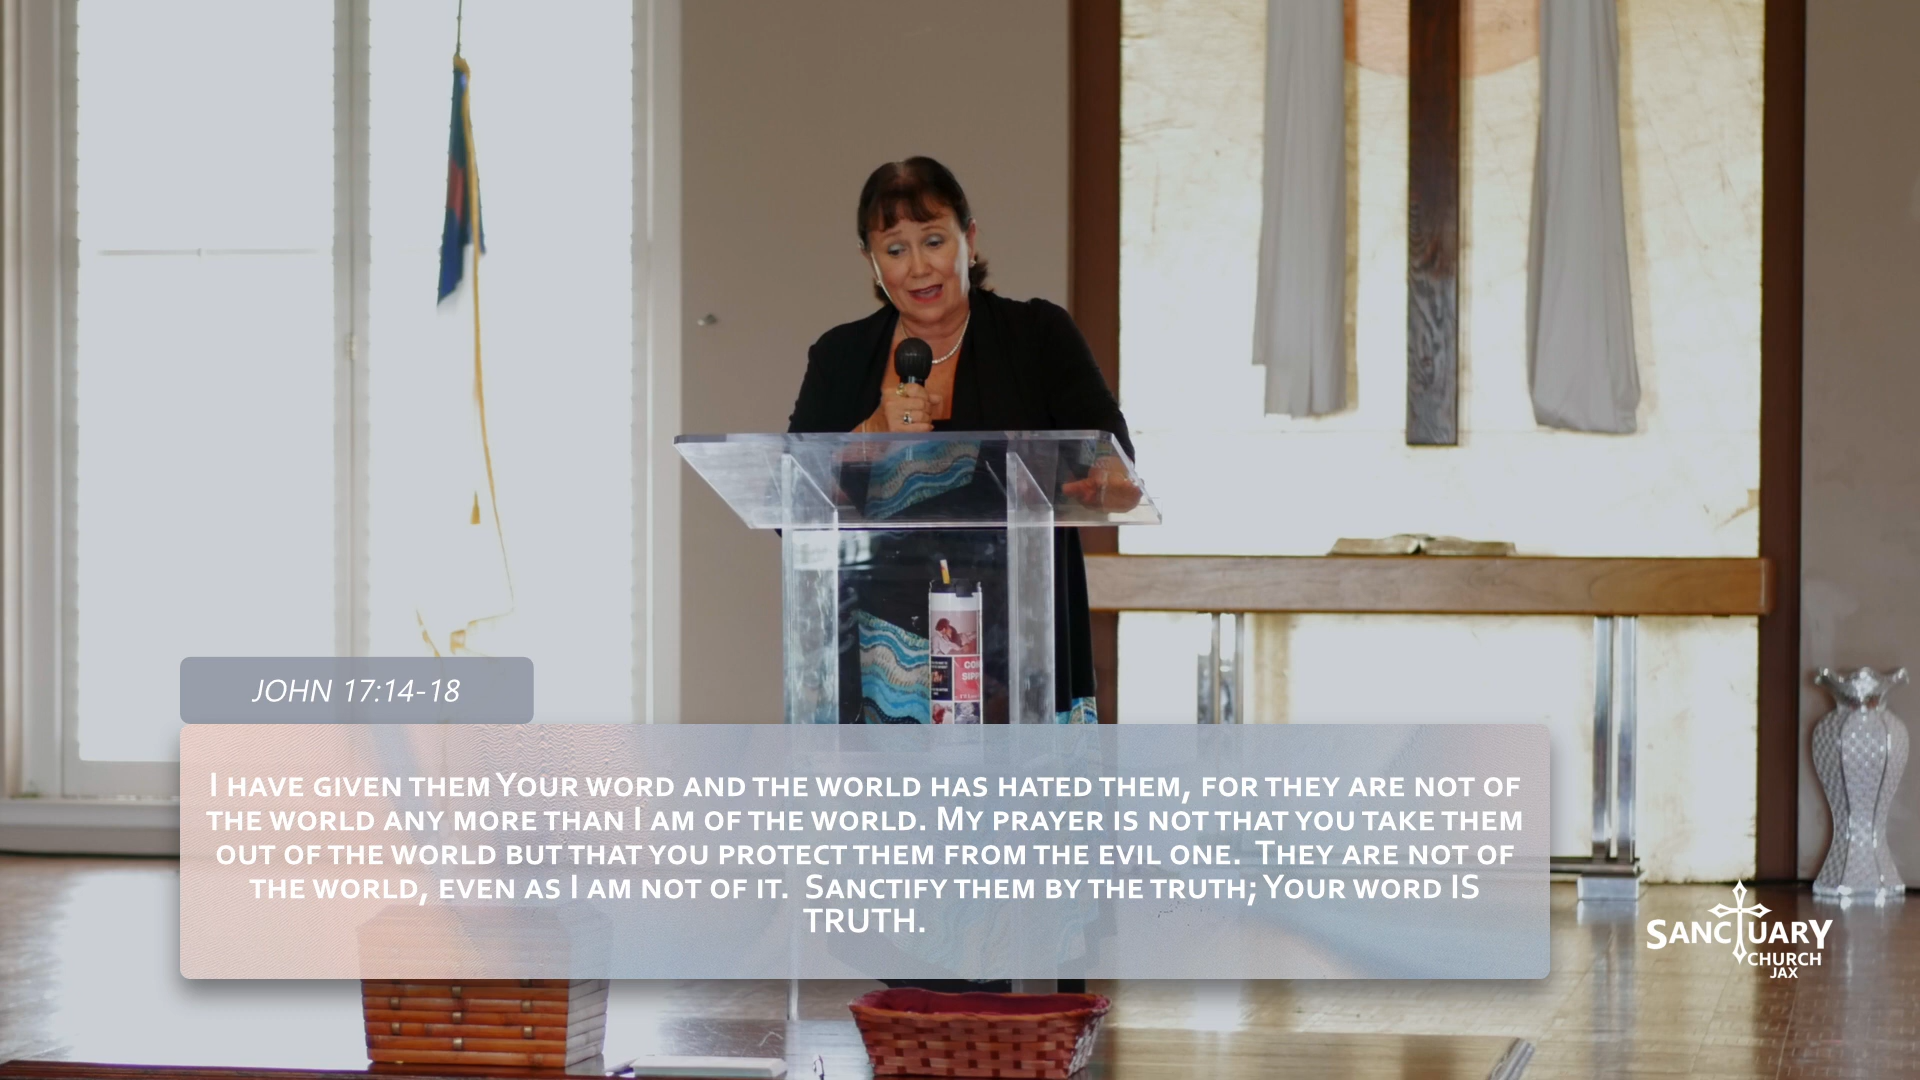 JOHN 17:14-18
I HAVE GIVEN THEM YOUR WORD AND THE WORLD HAS HATED THEM, FOR THEY ARE NOT OF
THE WORLD ANY MORE THAN I AM OF THE WORLD. MY PRAYER IS NOT THAT YOU TAKE THEM
OUT OF THE WORLD BUT THAT YOU PROTECT THEM FROM THE EVIL ONE. THEY ARE NOT OF
THE WORLD, EVEN AS I AM NOT OF IT. SANCTIFY THEM BY THE TRUTH; YOUR WORD IS
TRUTH.
SANCTUARY
CHURCH
JAX